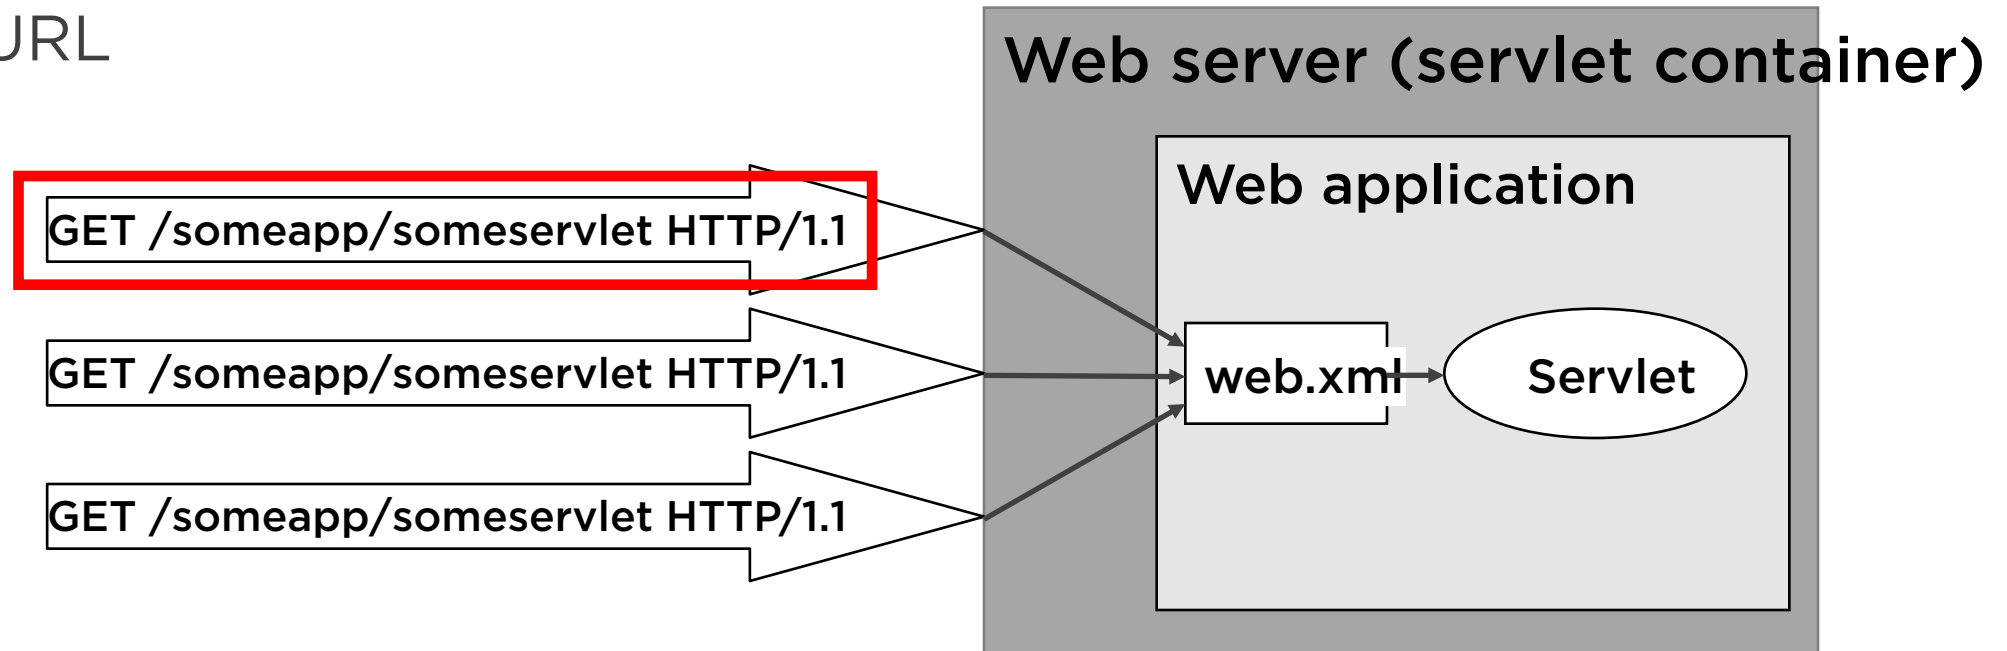 URL
Web server (servlet container)
Web application
GET /someapp/someservlet HTTP/1.1
GET /someapp/someservlet HTTP/1.1
web.xml
Servlet
GET /someapp/someservlet HTTP/1.1